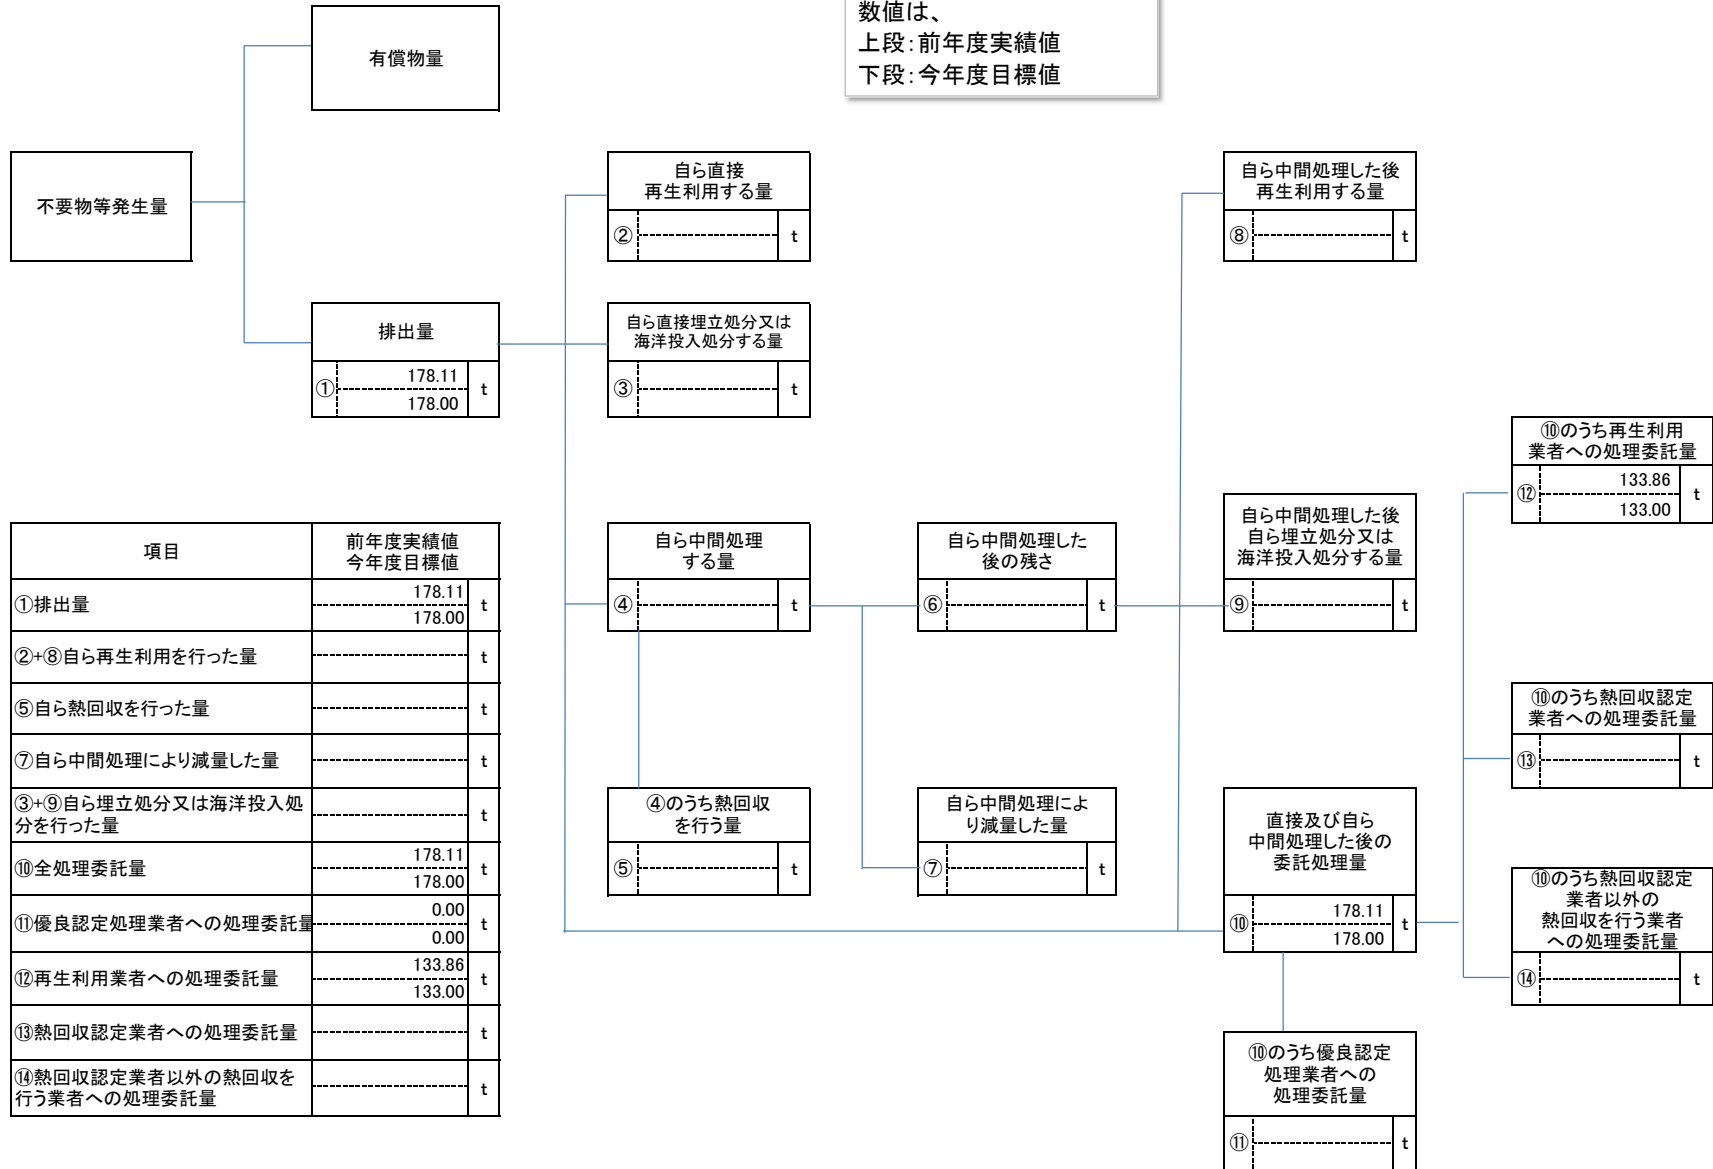 数値は、
上段：前年度実績値
下段：今年度目標値
有償物量
不要物等発生量
自ら直接
再生利用する量
② t
自ら中間処理した後
再生利用する量
⑧ t
排出量
① 178.11 t
178.00
自ら直接埋立処分又は
海洋投入処分する量
③ t
⑩のうち再生利用
業者への処理委託量
⑫ 133.86 t
133.00
自ら中間処理
する量
④ t
自ら中間処理した
後の残さ
⑥ t
自ら中間処理した後
自ら埋立処分又は
海洋投入処分する量
⑨ t
⑩のうち熱回収認定
業者への処理委託量
⑬ t
④のうち熱回収
を行う量
⑤ t
自ら中間処理によ
り減量した量
⑦ t
直接及び自ら
中間処理した後の
委託処理量
⑩ 178.11 t
178.00
⑩のうち熱回収認定
業者以外の
熱回収を行う業者
への処理委託量
⑭ t
⑩のうち優良認定
処理業者への
処理委託量
⑪ t
項目 前年度実績値
今年度目標値
①排出量 178.11 t
178.00
②+⑧自ら再生利用を行った量 t
⑤自ら熱回収を行った量 t
⑦自ら中間処理により減量した量 t
③+⑨自ら埋立処分又は海洋投入処
分を行った量 t
⑩全処理委託量 178.11 t
178.00
⑪優良認定処理業者への処理委託量 0.00 t
0.00
⑫再生利用業者への処理委託量 133.86 t
133.00
⑬熱回収認定業者への処理委託量 t
⑭熱回収認定業者以外の熱回収を
行う業者への処理委託量 t